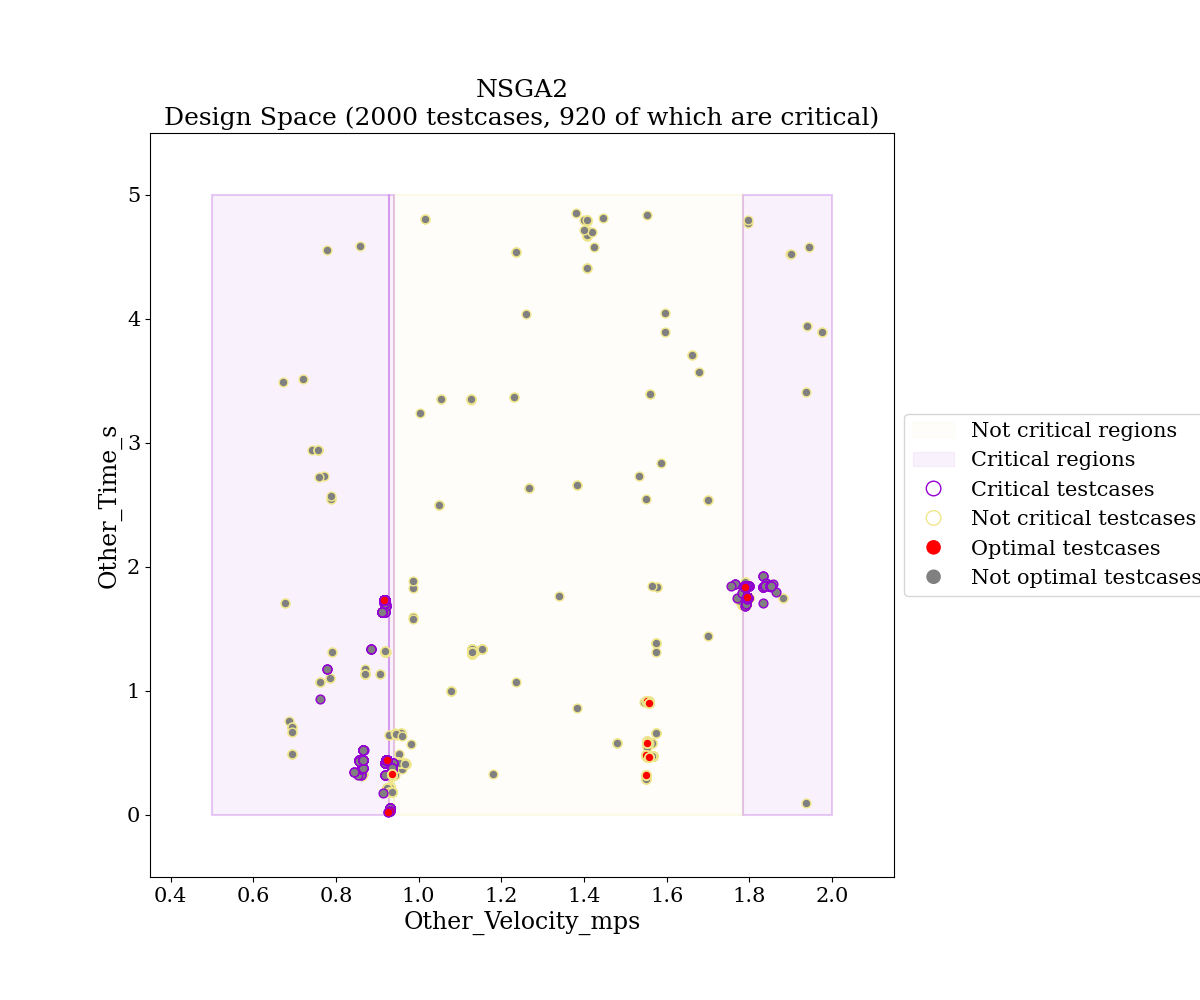 NSGA2
Design Space (2000 testcases, 920 of which are critical)
5
4
3
2
1
0
Other_Time_s
0.4 0.6 0.8 1.0 1.2 1.4 1.6 1.8 2.0
Other_Velocity_mps
Not critical regions
Critical regions
Critical testcases
Not critical testcases
Optimal testcases
Not optimal testcases